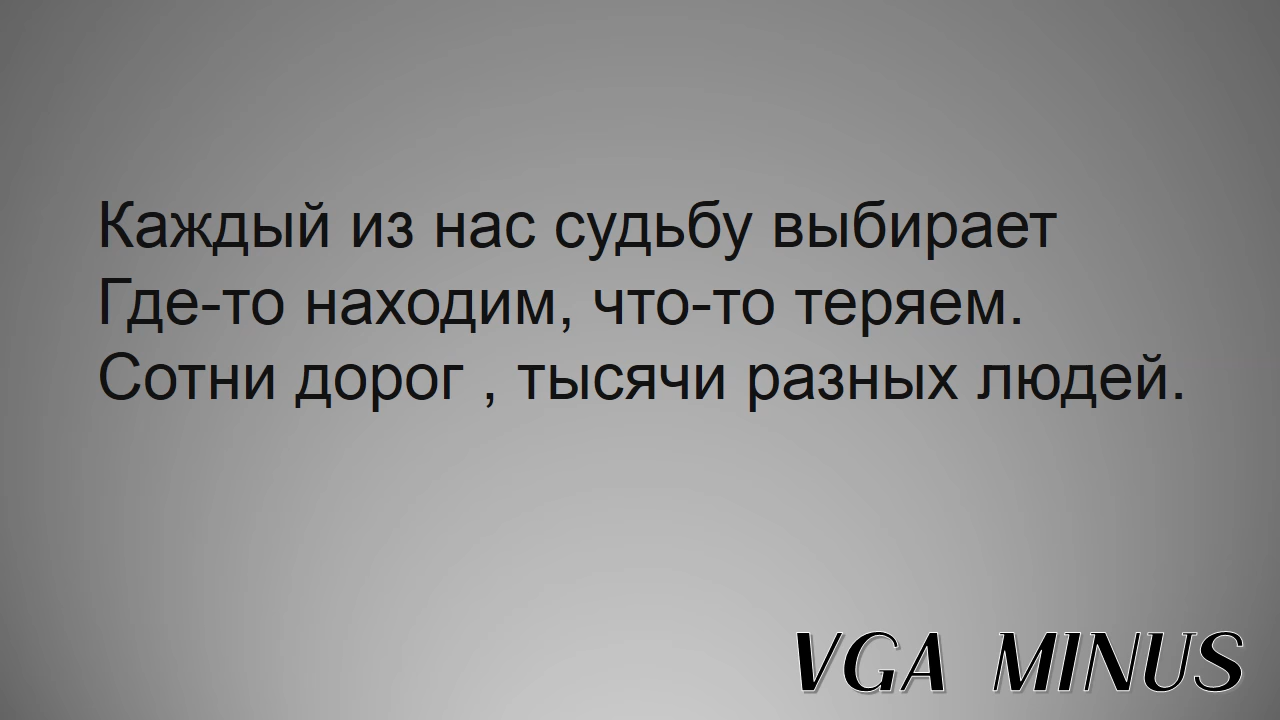 Каждый из нас судьбу выбирает
Где-то находим, что-то теряем.
Сотни дорог , тысячи разных людей.
VGA MINUS